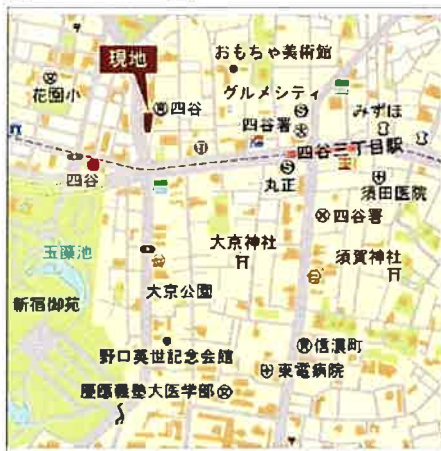 現地
おもちゃ美術館
花園小
四谷
グルメシティ
みずほ
四谷署
四谷三丁目駅
四谷
丸正
須田医院
四谷署
大京神社
須賀神社
玉藻池
大京公園
新宿御苑
信濃町
野口英世記念会館
東電病院
慶應義塾大医学部